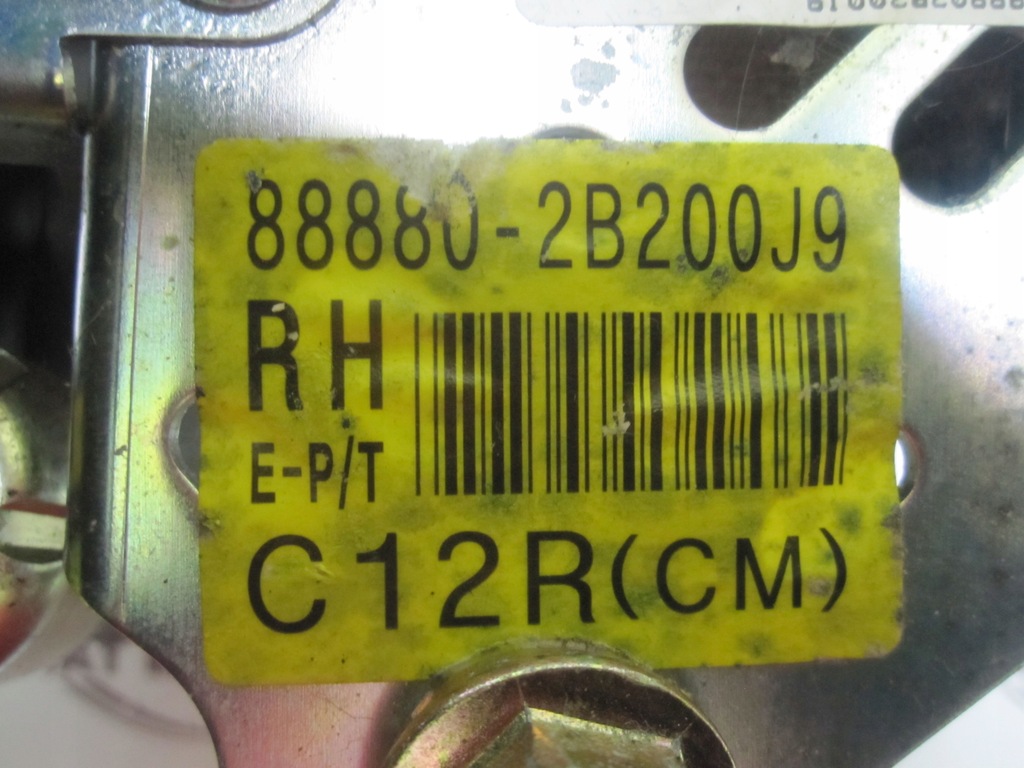 88880-2B200J9
RH
E-P/T
C12R(CM)